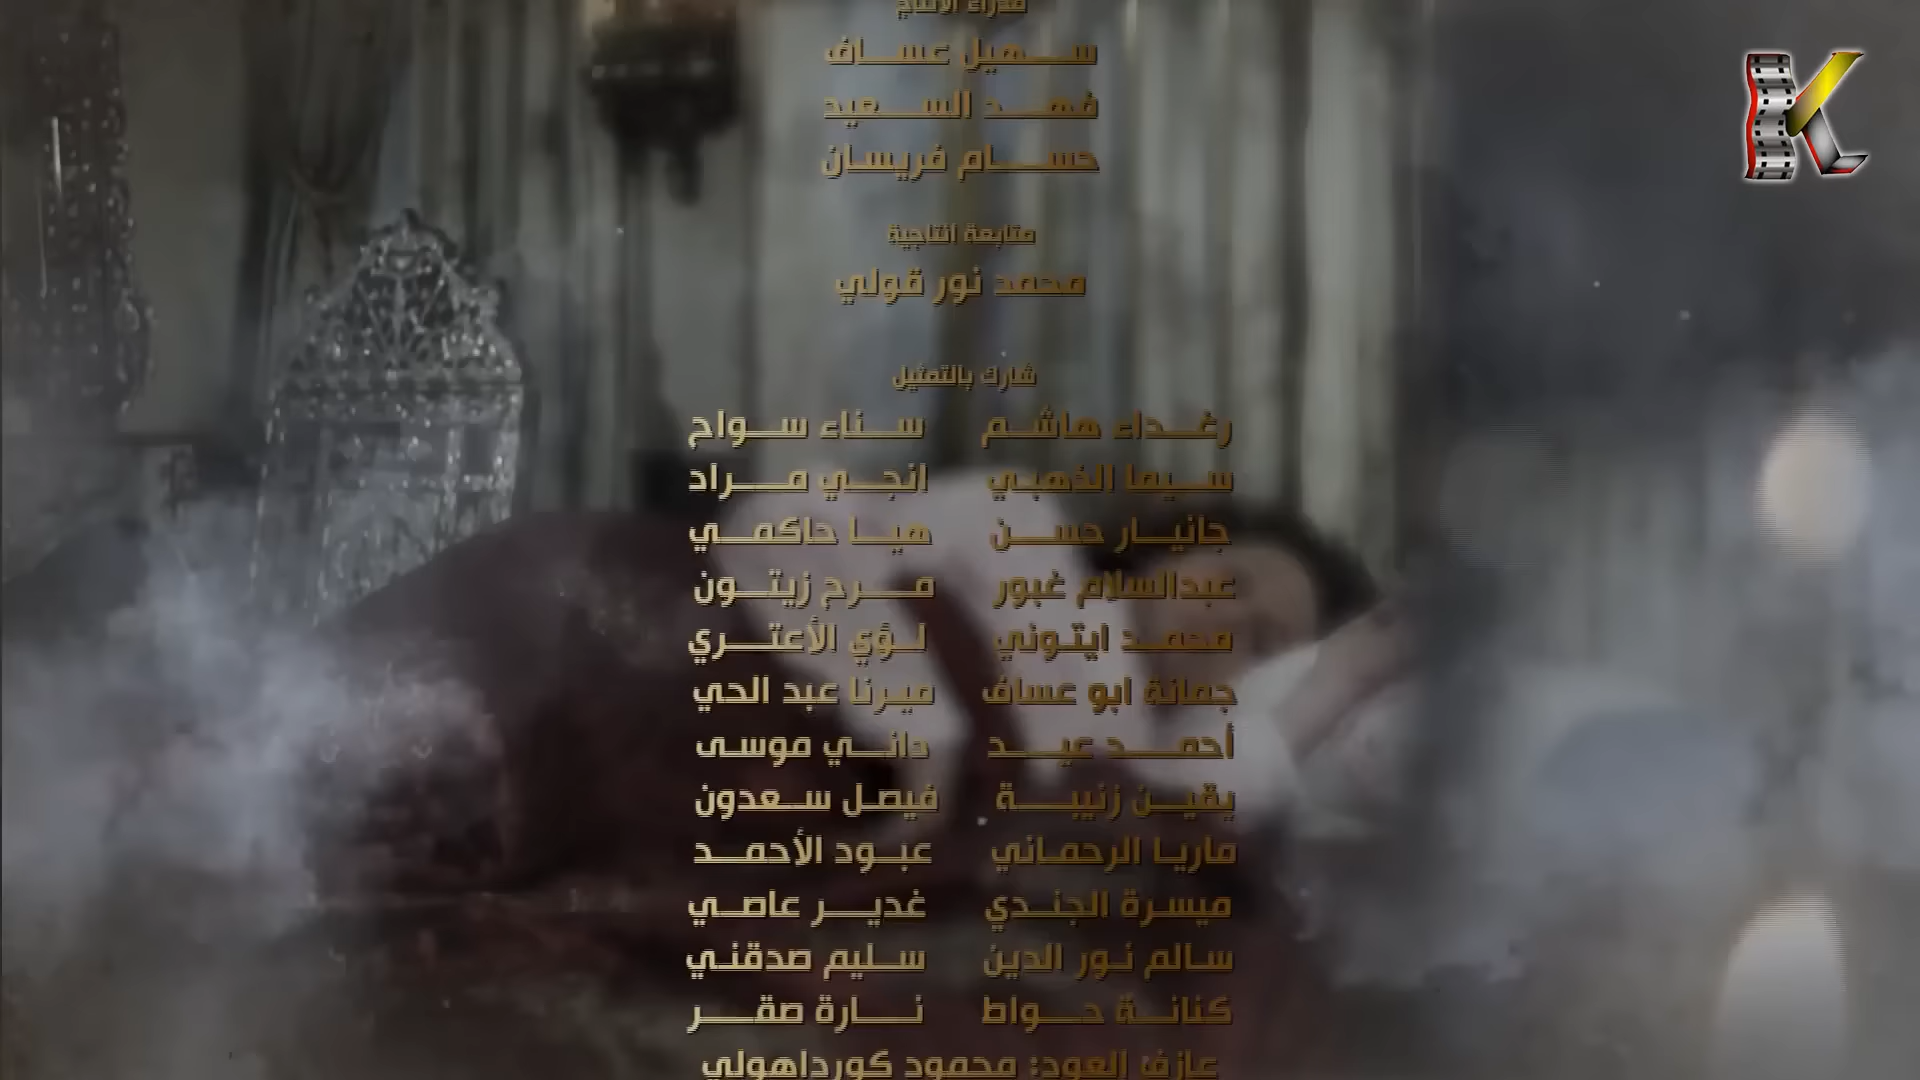 مدراء الانتاج
سهيل عساف
فهد السعيد
حسام فريسان
متابعة انتاجية
محمد نور قولي
شارك بالتمثيل
رغداء هاشم سناء سواح
سيما الذهبي انجي مراد
جانيار حسن هيا حاكمي
عبدالسلام غبور مرح زيتون
محمد ايتوني لؤي الأعتري
جمانة ابو عساف ميرنا عبد الحي
أحمد عيد داني موسى
يقين زنيبة فيصل سعدون
ماريا الرحماني عبود الأحمد
ميسرة الجندي غدير عاصي
سالم نور الدين سليم صدقني
كنانة حواط نارة صقر
عازف العود: محمود كورداهولي
K